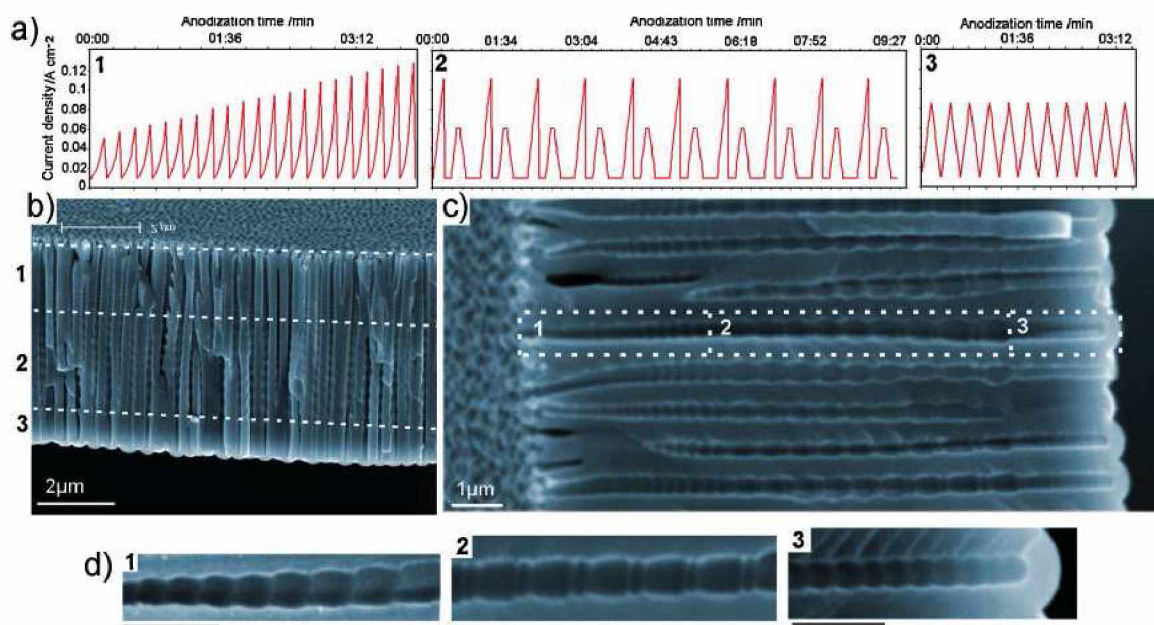 a)
Anodization time /min
Anodization time /min
Anodization time /min
00:00 01:36 03:12
00:00 01:34 03:04 04:43 06:18 07:52 09:27
0:00 01:36 03:12
Current density/A cm-2
0.12
0.1
0.08
0.06
0.04
0.02
0
1
2
3
b)
2 µm
1
2
3
2µm
c)
1
2
3
1µm
d)
1
2
3